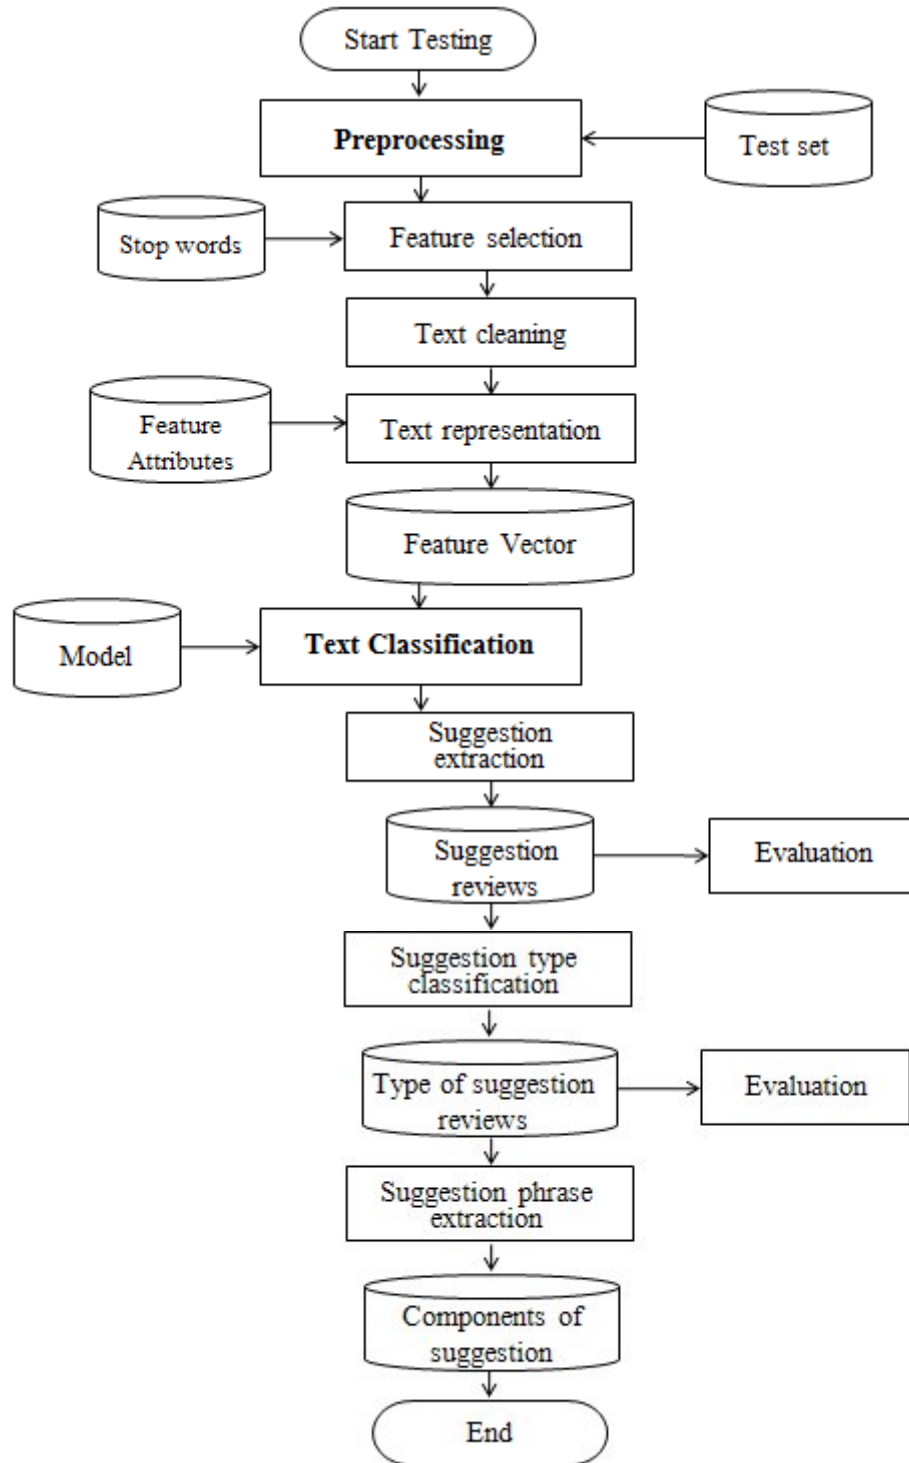 Start Testing
Preprocessing
Test set
Stop words
Feature selection
Text cleaning
Feature
Attributes
Text representation
Feature Vector
Model
Text Classification
Suggestion
extraction
Suggestion
reviews
Evaluation
Suggestion type
classification
Type of suggestion
reviews
Evaluation
Suggestion phrase
extraction
Components of
suggestion
End